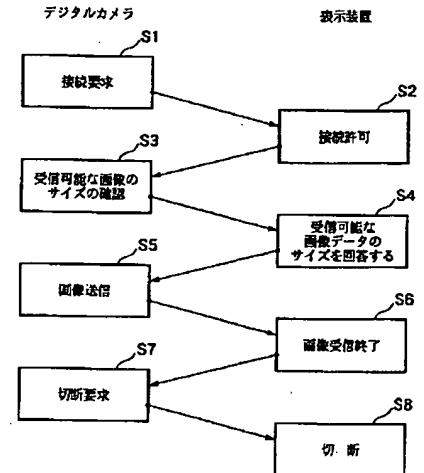 デジタルカメラ
表示装置
S1
接続要求
S2
接続許可
S3
受信可能な画像の
サイズの確認
S4
受信可能な
画像データの
サイズを回答する
S5
画像送信
S6
画像受信終了
S7
切断要求
S8
切 断